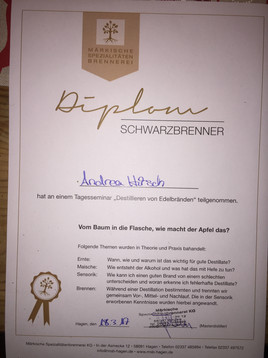 MÄRKISCHE
SPEZIALITÄTEN
BRENNEREI
Diplom
SCHWARZBRENNER
Andrea Hirsch
hat an einem Tagesseminar „Destillieren von Edelbränden“ teilgenommen.
Vom Baum in die Flasche, wie macht der Apfel das?
Folgende Themen wurden in Theorie und Praxis behandelt:
Ernte: Wann, wie und warum ist das wichtig für gute Destillate?
Maische: Wie entsteht der Alkohol und was hat das mit Hefe zu tun?
Sensorik: Wie kann ich einen guten Brand von einem schlechten
unterscheiden und woran erkenne ich fehlerhafte Destillate?
Brennen: Während einer Destillation bestimmten und trennten wir
gemeinsam Vor-, Mittel- und Nachlauf. Die in der Sensorik
erworbenen Kenntnisse wurden hierbei angewandt.
Hagen, den
Märkische